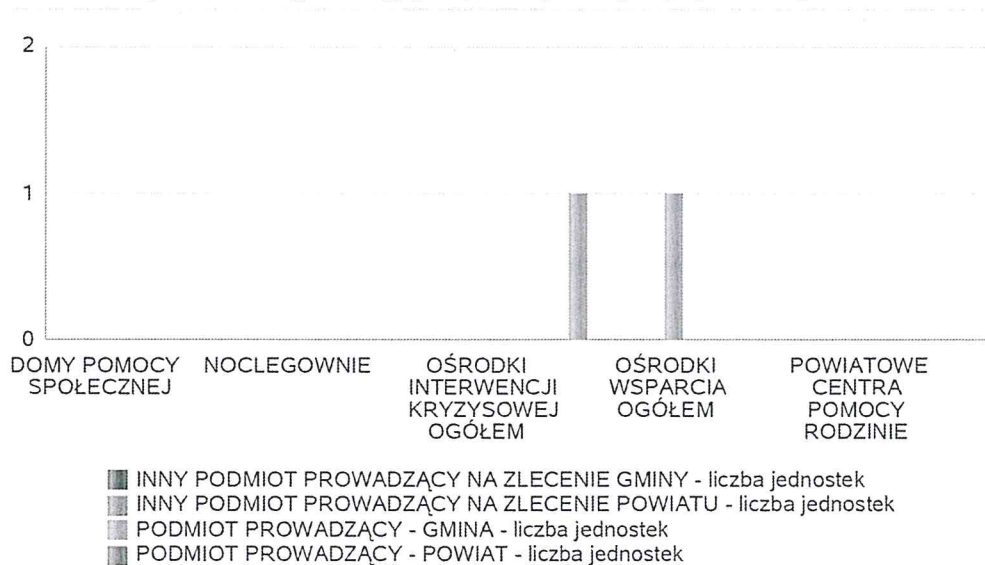 2
1
0
DOMY POMOCY SPOŁECZNEJ
NOCLEGOWNIE
OŚRODKI INTERWENCJI KRYZYSOWEJ OGÓŁEM
OŚRODKI WSPARCIA OGÓŁEM
POWIATOWE CENTRA POMOCY RODZINIE
INNY PODMIOT PROWADZĄCY NA ZLECENIE GMINY - liczba jednostek
INNY PODMIOT PROWADZĄCY NA ZLECENIE POWIATU - liczba jednostek
PODMIOT PROWADZĄCY - GMINA - liczba jednostek
PODMIOT PROWADZĄCY - POWIAT - liczba jednostek